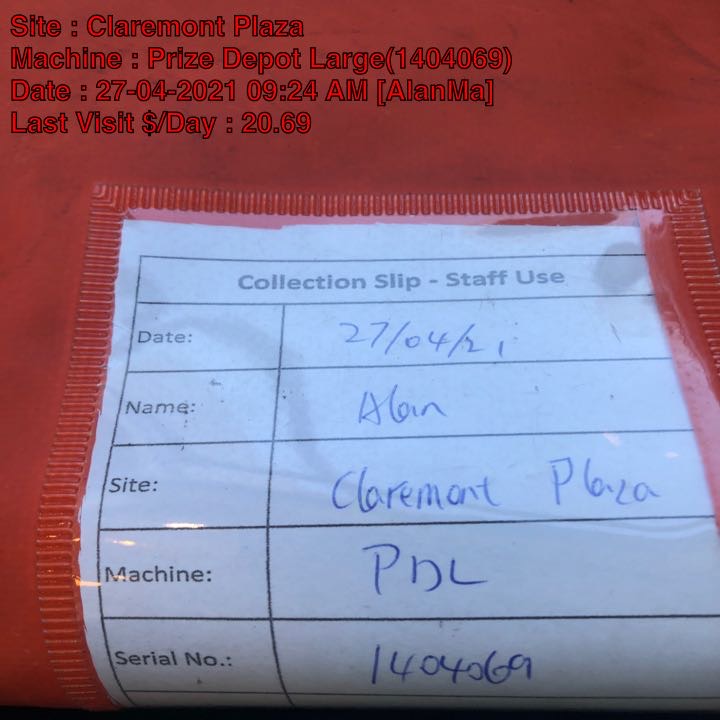 Site : Claremont Plaza
Machine : Prize Depot Large(1404069)
Date : 27-04-2021 09:24 AM [AlanMa]
Last Visit $/Day : 20.69
Collection Slip - Staff Use
Date: 27/04/21
Name: Alan
Site: Claremont Plaza
Machine: PDL
Serial No.: 1404069